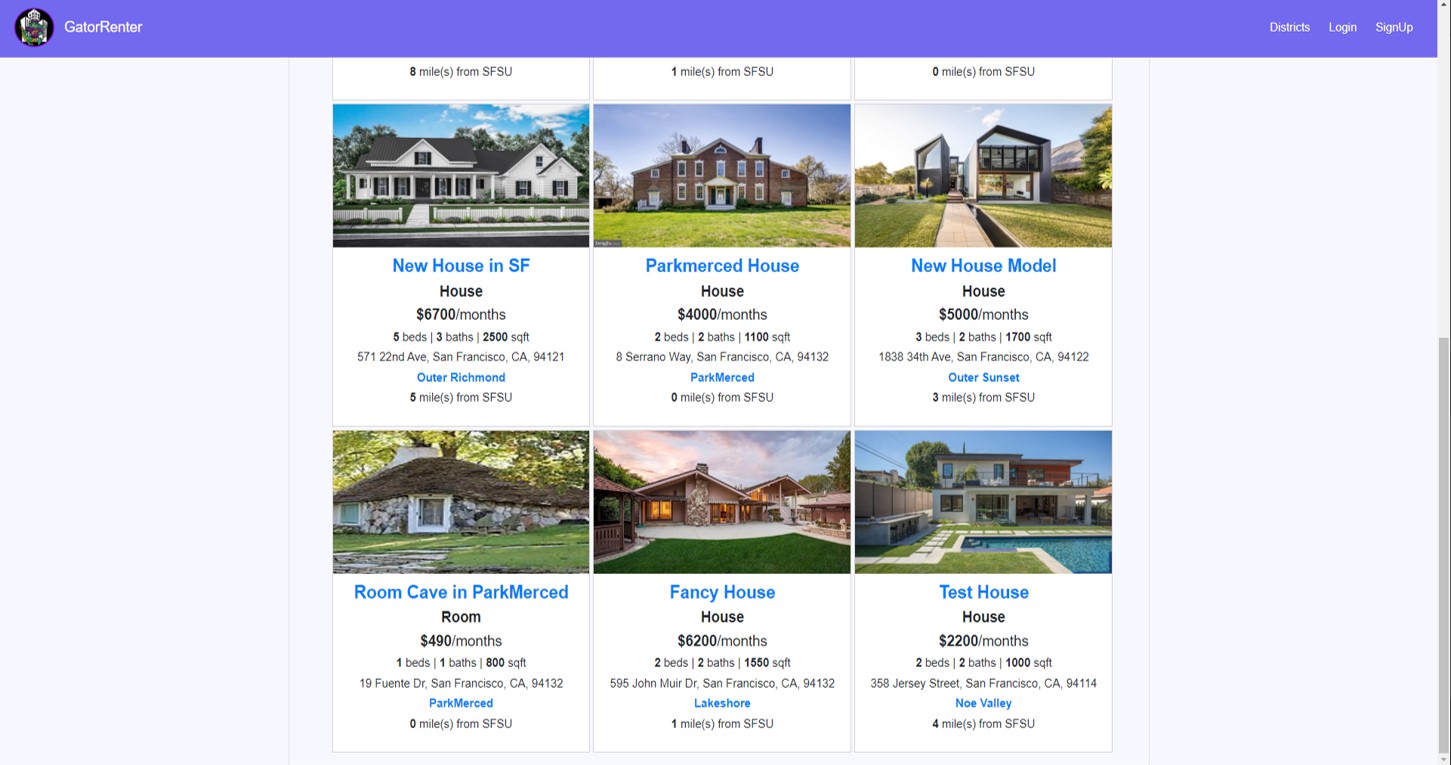 GatorRenter
Districts Login SignUp
8 mile(s) from SFSU
1 mile(s) from SFSU
0 mile(s) from SFSU
New House in SF
House
$6700/months
5 beds | 3 baths | 2500 sqft
571 22nd Ave, San Francisco, CA, 94121
Outer Richmond
5 mile(s) from SFSU
Parkmerced House
House
$4000/months
2 beds | 2 baths | 1100 sqft
8 Serrano Way, San Francisco, CA, 94132
ParkMerced
0 mile(s) from SFSU
New House Model
House
$5000/months
3 beds | 2 baths | 1700 sqft
1838 34th Ave, San Francisco, CA, 94122
Outer Sunset
3 mile(s) from SFSU
Room Cave in ParkMerced
Room
$490/months
1 beds | 1 baths | 800 sqft
19 Fuente Dr, San Francisco, CA, 94132
ParkMerced
0 mile(s) from SFSU
Fancy House
House
$6200/months
2 beds | 2 baths | 1550 sqft
595 John Muir Dr, San Francisco, CA, 94132
Lakeshore
1 mile(s) from SFSU
Test House
House
$2200/months
2 beds | 2 baths | 1000 sqft
358 Jersey Street, San Francisco, CA, 94114
Noe Valley
4 mile(s) from SFSU